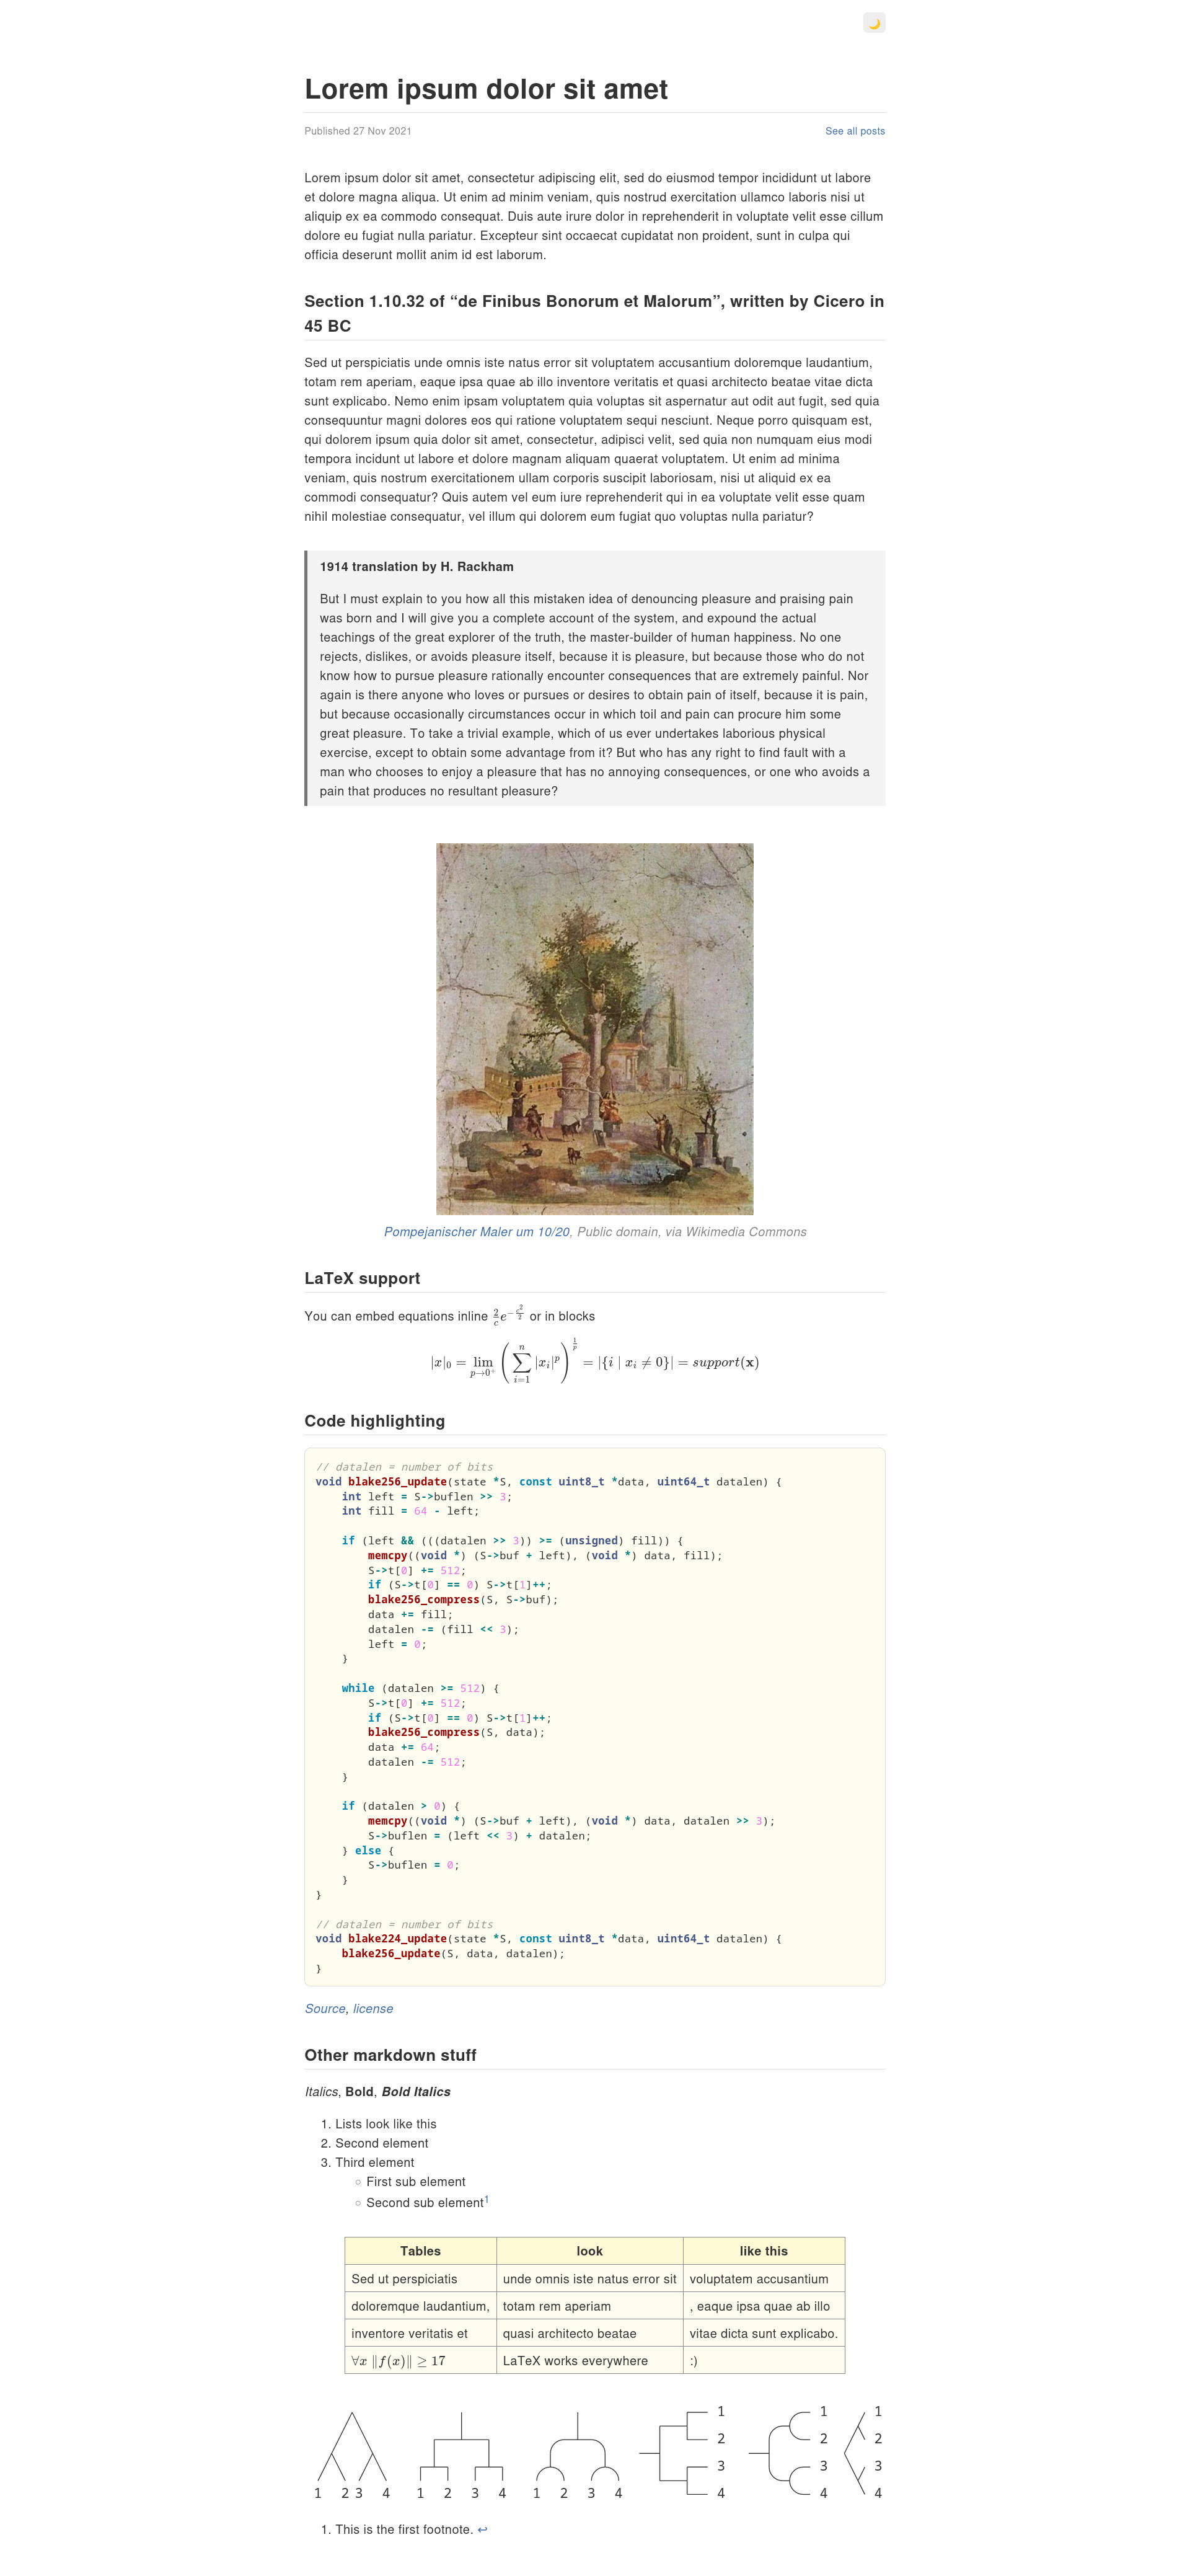 🌙
Lorem ipsum dolor sit amet
Published 27 Nov 2021 See all posts
Lorem ipsum dolor sit amet, consectetur adipiscing elit, sed do eiusmod tempor incididunt ut labore
et dolore magna aliqua. Ut enim ad minim veniam, quis nostrud exercitation ullamco laboris nisi ut
aliquip ex ea commodo consequat. Duis aute irure dolor in reprehenderit in voluptate velit esse cillum
dolore eu fugiat nulla pariatur. Excepteur sint occaecat cupidatat non proident, sunt in culpa qui
officia deserunt mollit anim id est laborum.
Section 1.10.32 of “de Finibus Bonorum et Malorum”, written by Cicero in
45 BC
Sed ut perspiciatis unde omnis iste natus error sit voluptatem accusantium doloremque laudantium,
totam rem aperiam, eaque ipsa quae ab illo inventore veritatis et quasi architecto beatae vitae dicta
sunt explicabo. Nemo enim ipsam voluptatem quia voluptas sit aspernatur aut odit aut fugit, sed quia
consequuntur magni dolores eos qui ratione voluptatem sequi nesciunt. Neque porro quisquam est,
qui dolorem ipsum quia dolor sit amet, consectetur, adipisci velit, sed quia non numquam eius modi
tempora incidunt ut labore et dolore magnam aliquam quaerat voluptatem. Ut enim ad minima
veniam, quis nostrum exercitationem ullam corporis suscipit laboriosam, nisi ut aliquid ex ea
commodi consequatur? Quis autem vel eum iure reprehenderit qui in ea voluptate velit esse quam
nihil molestiae consequatur, vel illum qui dolorem eum fugiat quo voluptas nulla pariatur?
1914 translation by H. Rackham
But I must explain to you how all this mistaken idea of denouncing pleasure and praising pain
was born and I will give you a complete account of the system, and expound the actual
teachings of the great explorer of the truth, the master-builder of human happiness. No one
rejects, dislikes, or avoids pleasure itself, because it is pleasure, but because those who do not
know how to pursue pleasure rationally encounter consequences that are extremely painful. Nor
again is there anyone who loves or pursues or desires to obtain pain of itself, because it is pain,
but because occasionally circumstances occur in which toil and pain can procure him some
great pleasure. To take a trivial example, which of us ever undertakes laborious physical
exercise, except to obtain some advantage from it? But who has any right to find fault with a
man who chooses to enjoy a pleasure that has no annoying consequences, or one who avoids a
pain that produces no resultant pleasure?
Pompejanischer Maler um 10/20, Public domain, via Wikimedia Commons
LaTeX support
You can embed equations inline 2/c e^(−c²/2) or in blocks
|x|₀ = lim p→0⁺ (∑ i=1 n |xᵢ|ᵖ)^(1/p) = |{i | xᵢ ≠ 0}| = support(x)
Code highlighting
// datalen = number of bits
void blake256_update(state *S, const uint8_t *data, uint64_t datalen) {
    int left = S->buflen >> 3;
    int fill = 64 - left;

    if (left && (((datalen >> 3)) >= (unsigned) fill)) {
        memcpy((void *) (S->buf + left), (void *) data, fill);
        S->t[0] += 512;
        if (S->t[0] == 0) S->t[1]++;
        blake256_compress(S, S->buf);
        data += fill;
        datalen -= (fill << 3);
        left = 0;
    }

    while (datalen >= 512) {
        S->t[0] += 512;
        if (S->t[0] == 0) S->t[1]++;
        blake256_compress(S, data);
        data += 64;
        datalen -= 512;
    }

    if (datalen > 0) {
        memcpy((void *) (S->buf + left), (void *) data, datalen >> 3);
        S->buflen = (left << 3) + datalen;
    } else {
        S->buflen = 0;
    }
}

// datalen = number of bits
void blake224_update(state *S, const uint8_t *data, uint64_t datalen) {
    blake256_update(S, data, datalen);
}
Source, license
Other markdown stuff
Italics, Bold, Bold Italics
1. Lists look like this
2. Second element
3. Third element
○ First sub element
○ Second sub element¹
Tables look like this
Sed ut perspiciatis unde omnis iste natus error sit voluptatem accusantium
doloremque laudantium, totam rem aperiam , eaque ipsa quae ab illo
inventore veritatis et quasi architecto beatae vitae dicta sunt explicabo.
∀x ‖f(x)‖ ≥ 17 LaTeX works everywhere :)
1 2 3 4
1 2 3 4
1 2 3 4
1 2 3 4
1 2 3 4
1 2 3 4
1. This is the first footnote. ↩